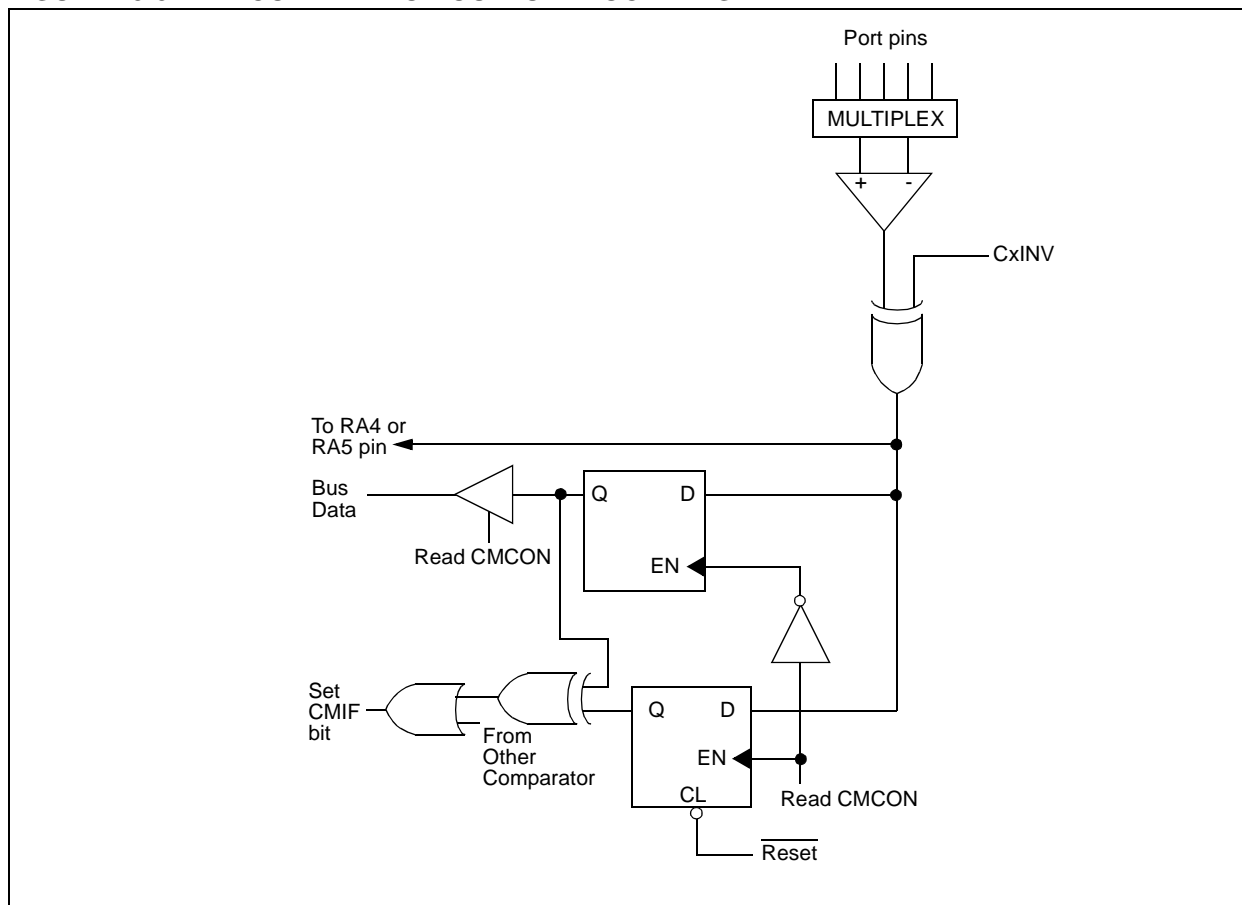 Port pins
MULTIPLEX
+ -
CxINV
To RA4 or
RA5 pin
Bus
Data
Q D
Read CMCON
EN
Set
CMIF
bit
From
Other
Comparator
Q D
EN
CL
Read CMCON
Reset